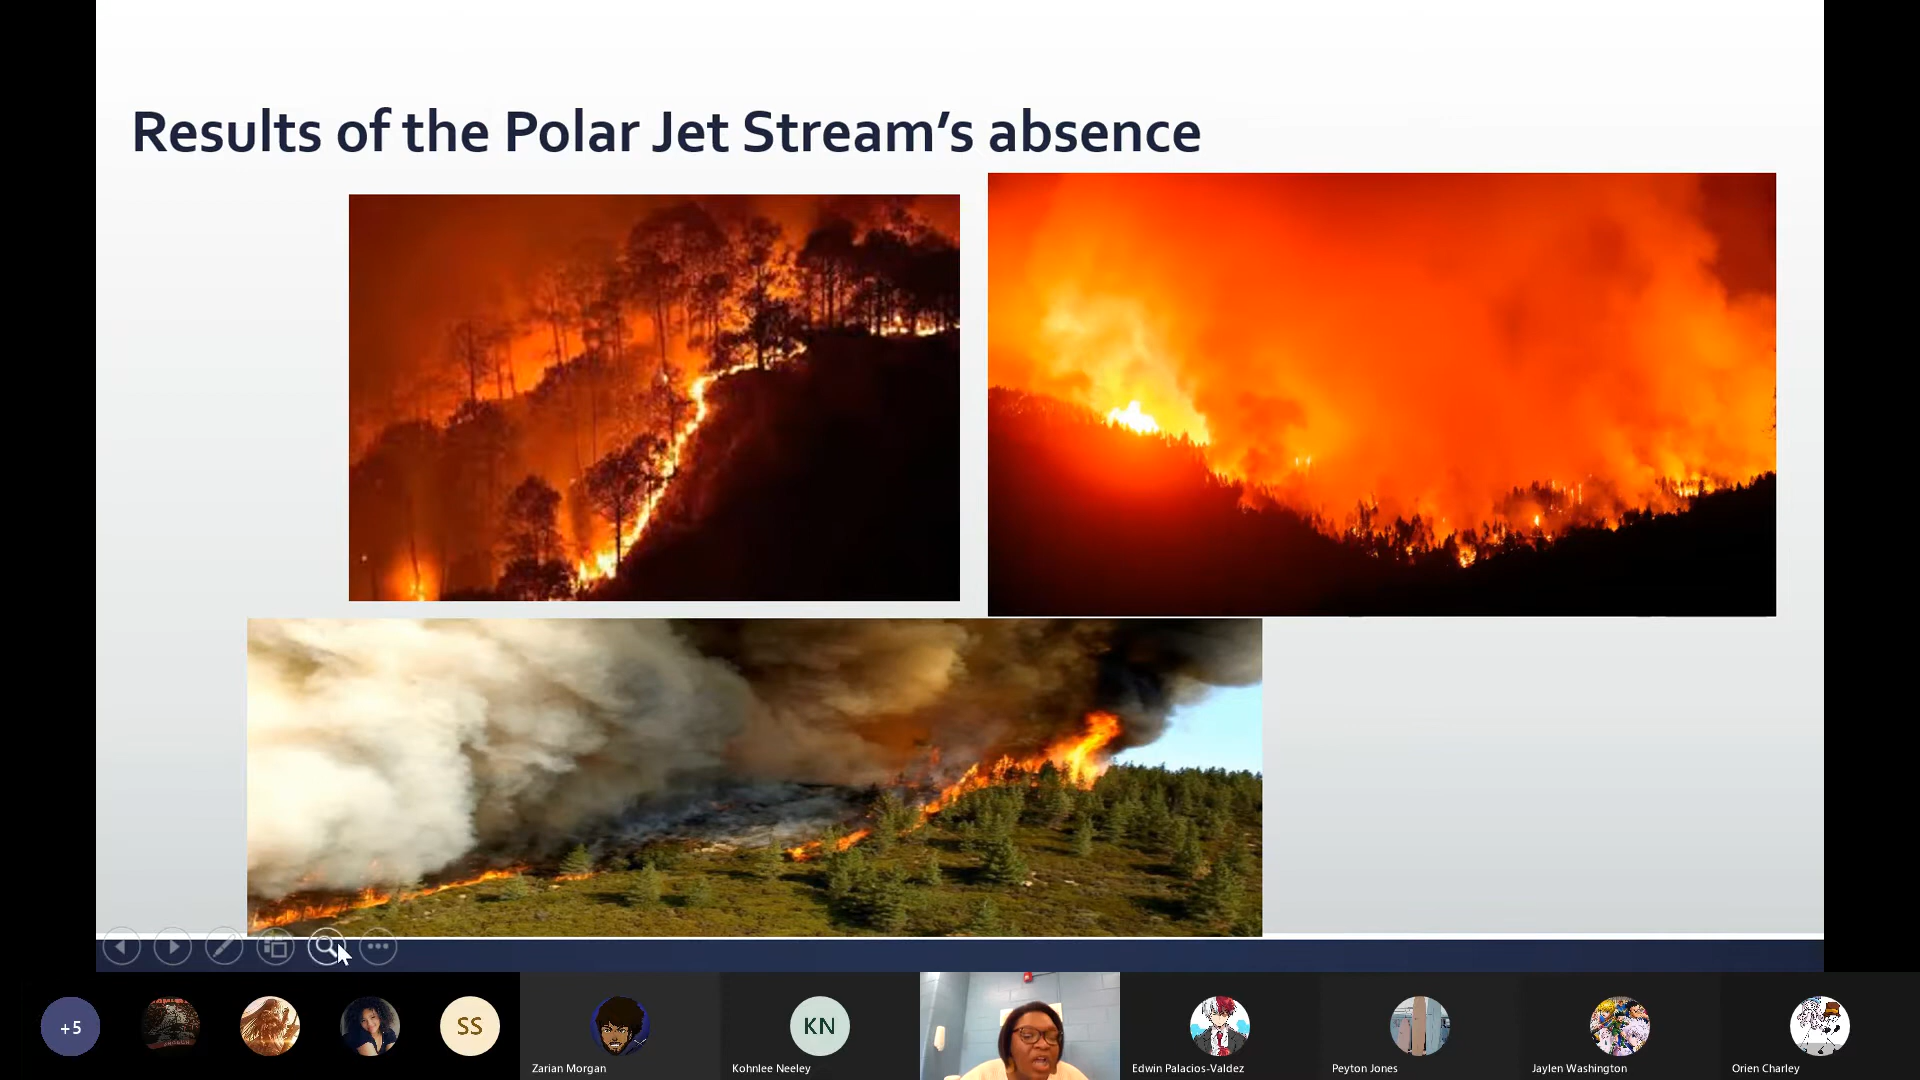 Results of the Polar Jet Stream’s absence
+5
SS
KN
Zarian Morgan
Kohnlee Neeley
Edwin Palacios-Valdez
Peyton Jones
Jaylen Washington
Orien Charley